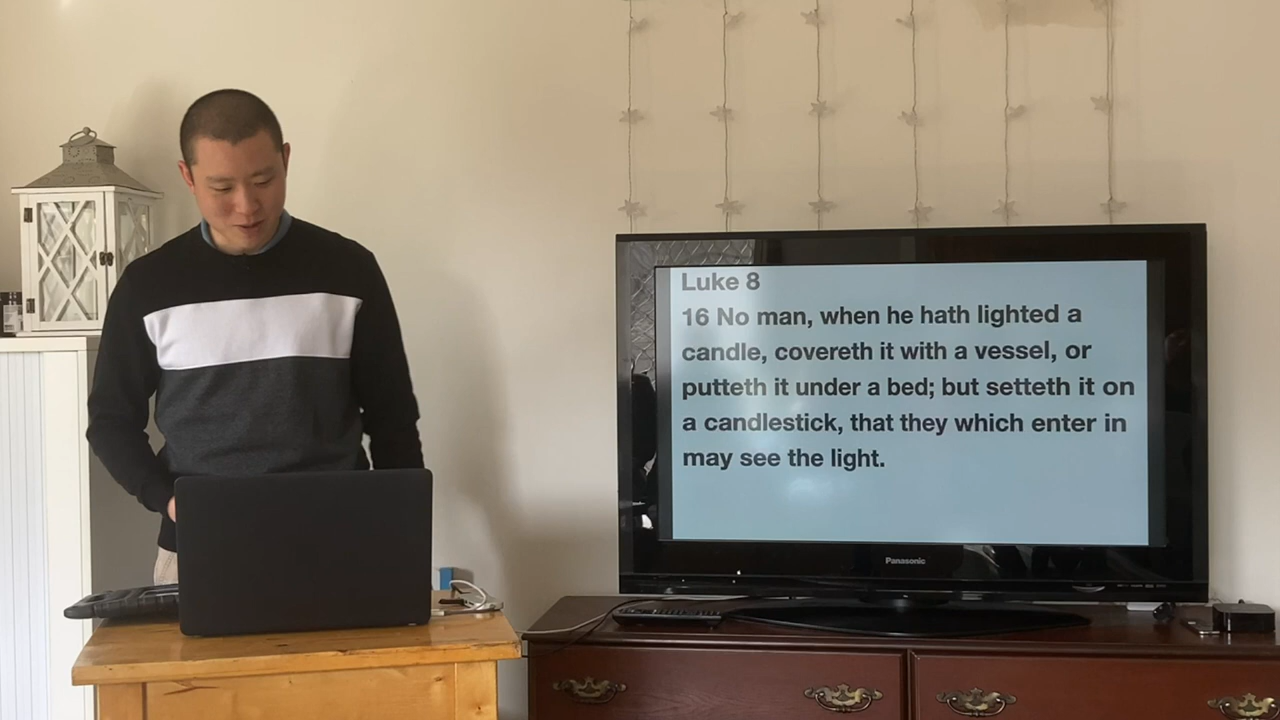 Luke 8
16 No man, when he hath lighted a
candle, covereth it with a vessel, or
putteth it under a bed; but setteth it on
a candlestick, that they which enter in
may see the light.
Panasonic